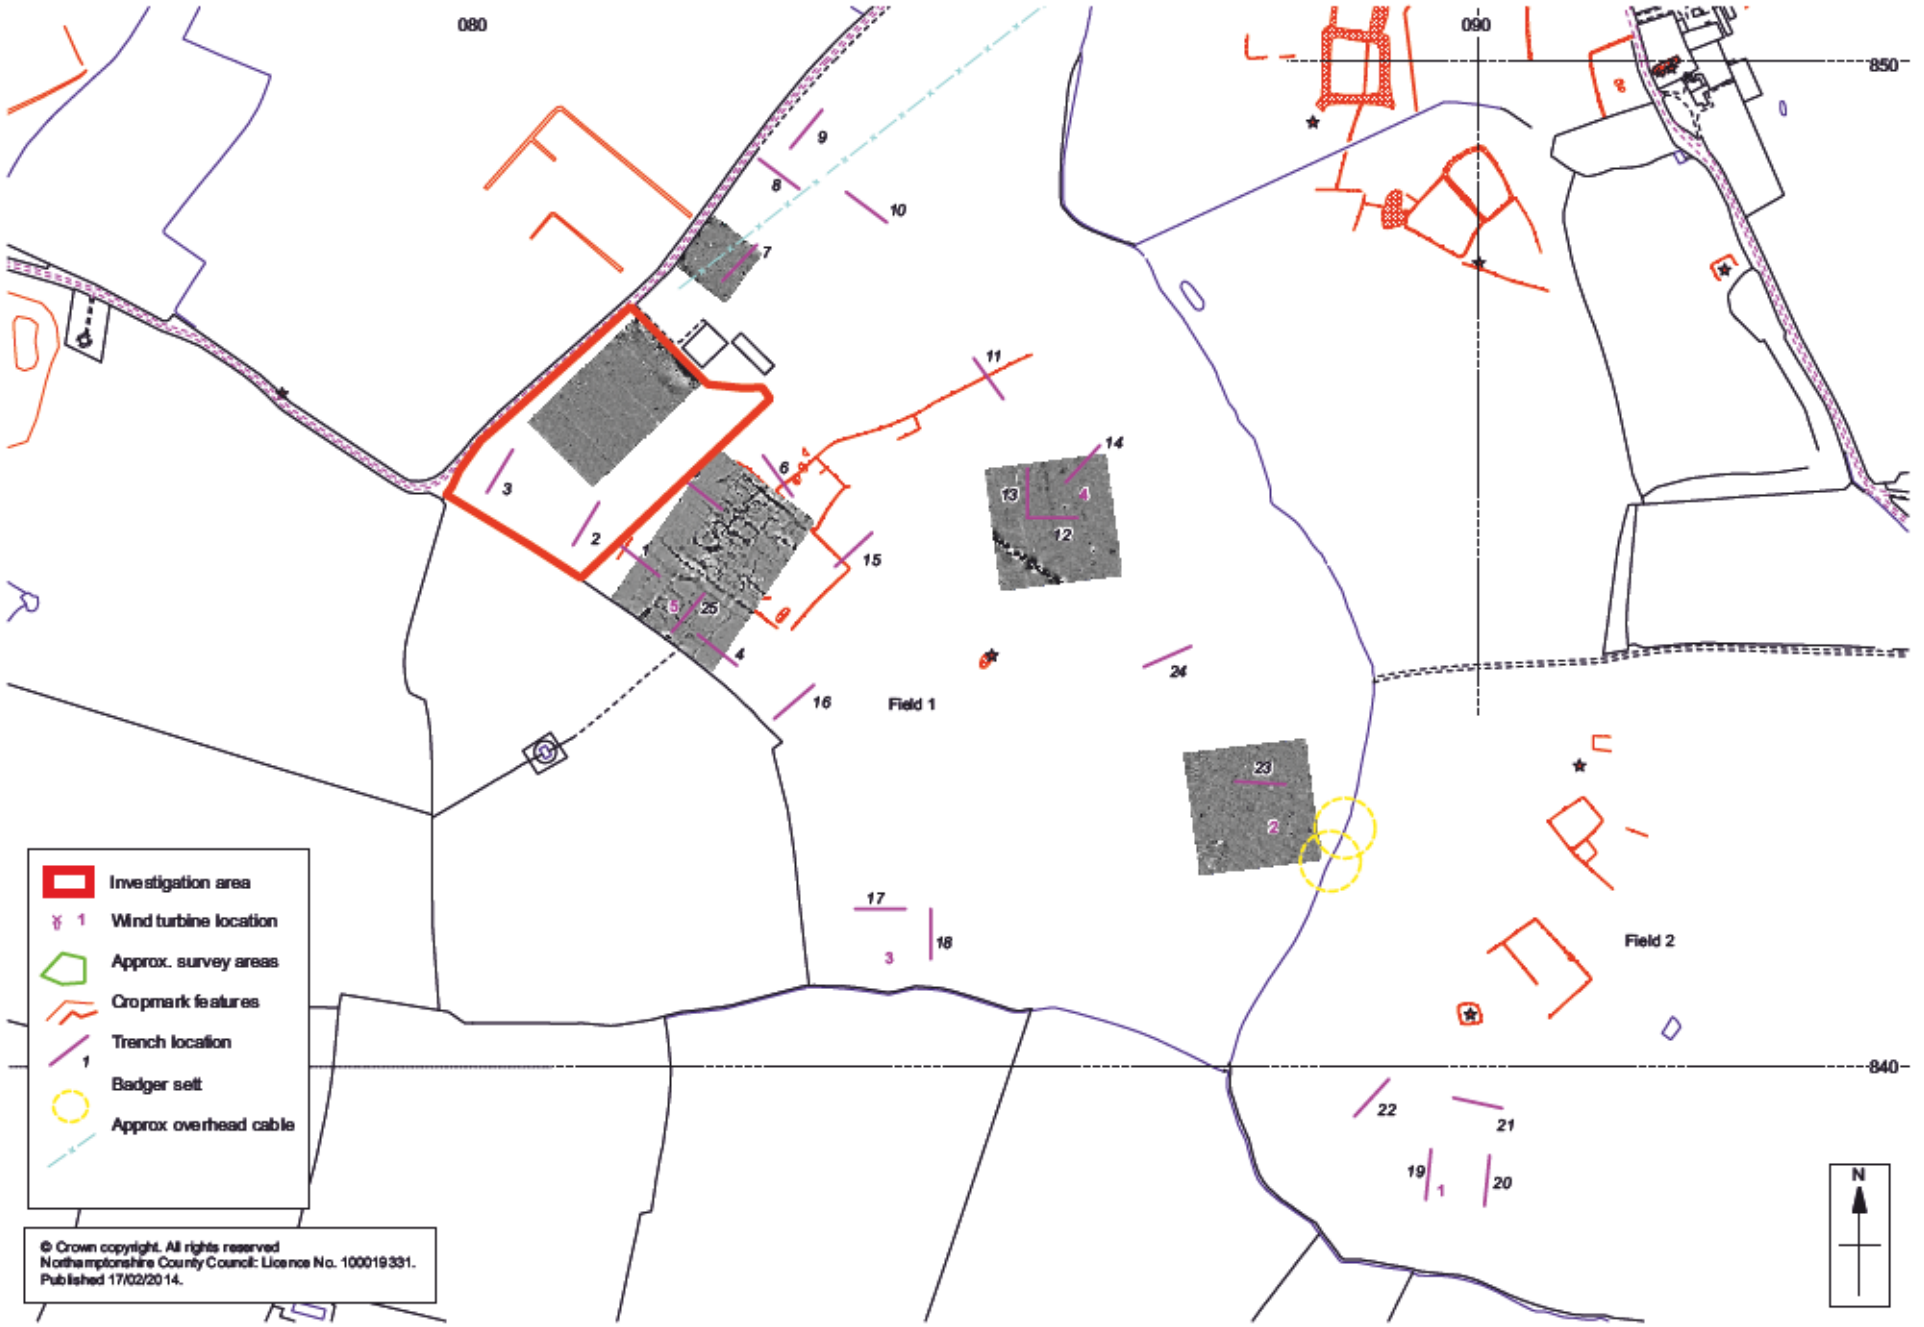 080
090
850
9
8
10
7
11
14
6
13
4
3
12
2
1
15
5
25
4
24
16
Field 1
23
2
17
18
3
Field 2
840
22
21
19
1
20
Investigation area
1
Wind turbine location
Approx. survey areas
Cropmark features
Trench location
1
Badger sett
Approx overhead cable
N
© Crown copyright. All rights reserved
Northamptonshire County Council: Licence No. 100019331.
Published 17/02/2014.